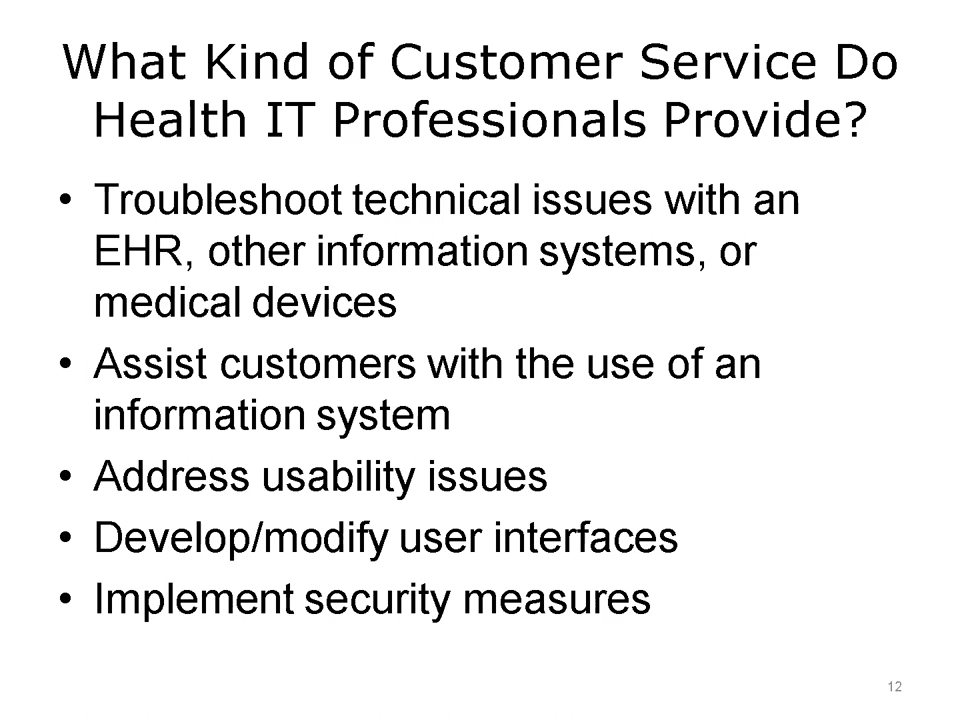 What Kind of Customer Service Do
Health IT Professionals Provide?
• Troubleshoot technical issues with an
EHR, other information systems, or
medical devices
• Assist customers with the use of an
information system
• Address usability issues
• Develop/modify user interfaces
• Implement security measures
12